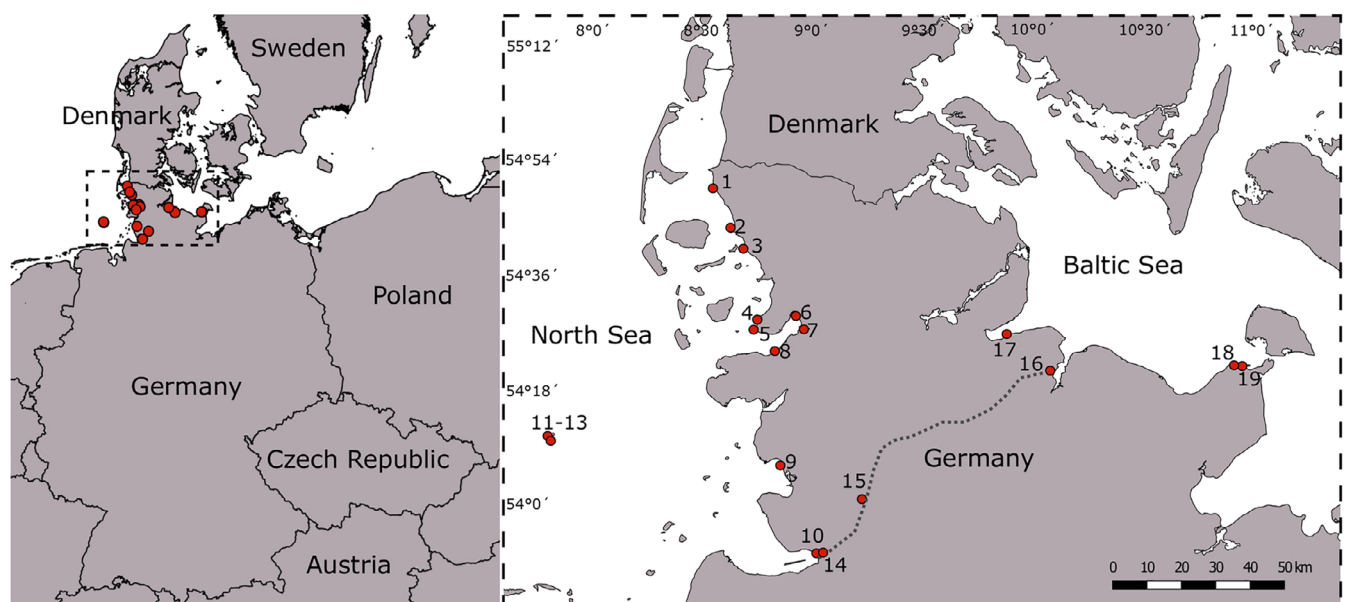 Sweden
Denmark
Poland
Germany
Czech Republic
Austria
8°0´ 8°30´ 9°0´ 9°30´ 10°0´ 10°30´ 11°0´
55°12´
Denmark
54°54´
1
2
3
Baltic Sea
54°36´
4
6
North Sea
5
7
8
17
18
16
19
54°18´
11-13
9
Germany
15
54°0´
10
14
0 10 20 30 40 50 km